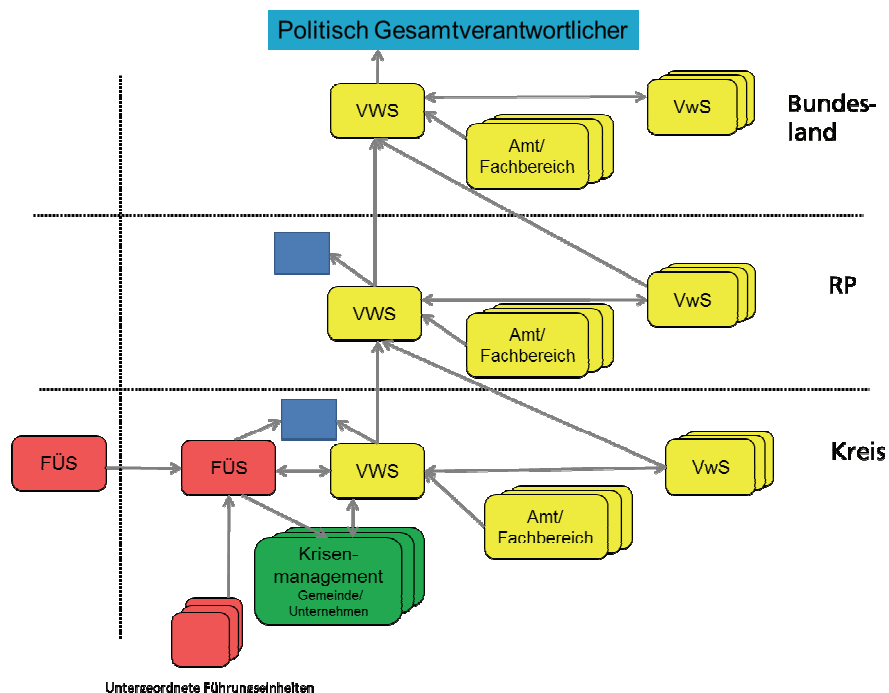 Politisch Gesamtverantwortlicher
VWS
VwS
Bundes-
land
Amt/
Fachbereich
VWS
VwS
RP
Amt/
Fachbereich
FÜS
FÜS
VWS
VwS
Kreis
Amt/
Fachbereich
Krisen-
management
Gemeinde/
Unternehmen
Untergeordnete Führungseinheiten